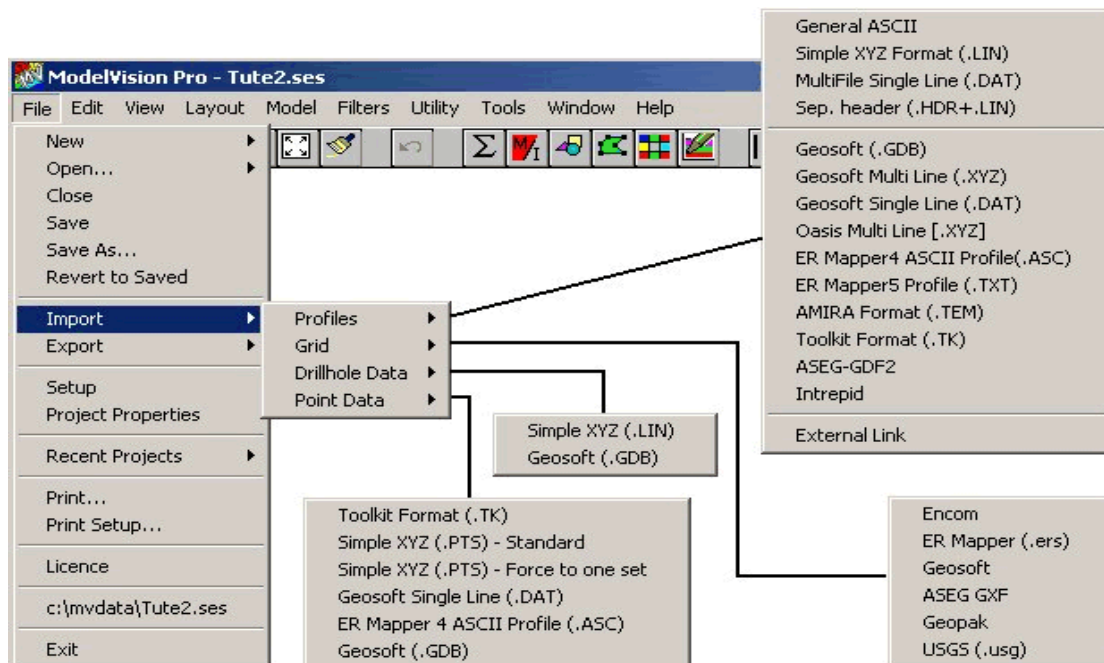 ModelVision Pro - Tute2.ses
File Edit View Layout Model Filters Utility Tools Window Help
New
Open...
Close
Save
Save As...
Revert to Saved
Import
Export
Setup
Project Properties
Recent Projects
Print...
Print Setup...
Licence
c:\mvdata\Tute2.ses
Exit
Σ M/I
Profiles
Grid
Drillhole Data
Point Data
General ASCII
Simple XYZ Format (.LIN)
MultiFile Single Line (.DAT)
Sep. header (.HDR+.LIN)
Geosoft (.GDB)
Geosoft Multi Line (.XYZ)
Geosoft Single Line (.DAT)
Oasis Multi Line [.XYZ]
ER Mapper4 ASCII Profile(.ASC)
ER Mapper5 Profile (.TXT)
AMIRA Format (.TEM)
Toolkit Format (.TK)
ASEG-GDF2
Intrepid
External Link
Simple XYZ (.LIN)
Geosoft (.GDB)
Toolkit Format (.TK)
Simple XYZ (.PTS) - Standard
Simple XYZ (.PTS) - Force to one set
Geosoft Single Line (.DAT)
ER Mapper 4 ASCII Profile (.ASC)
Geosoft (.GDB)
Encom
ER Mapper (.ers)
Geosoft
ASEG GXF
Geopak
USGS (.usg)